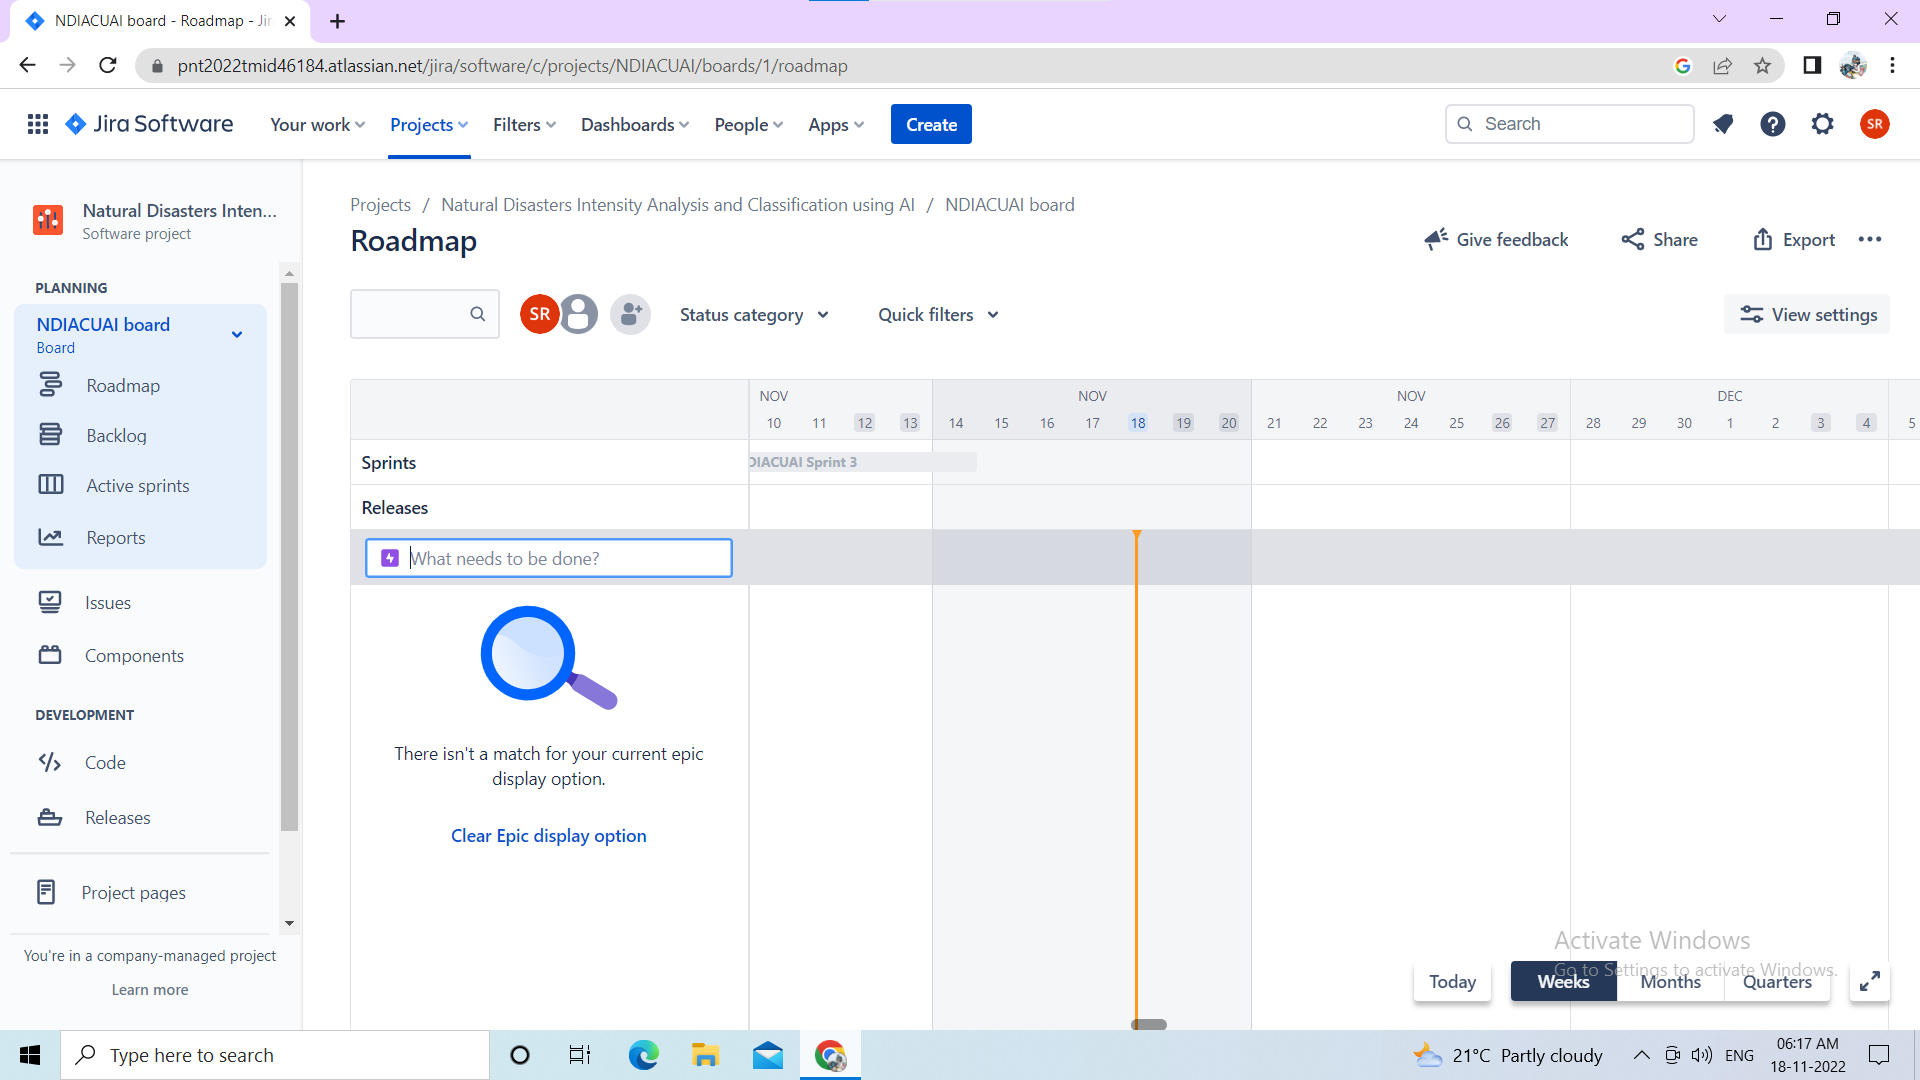 NDIACUAI board - Roadmap - Jir
pnt2022tmid46184.atlassian.net/jira/software/c/projects/NDIACUAI/boards/1/roadmap
Jira Software
Your work
Projects
Filters
Dashboards
People
Apps
Create
Search
SR
Natural Disasters Inten...
Software project
PLANNING
NDIACUAI board
Board
Roadmap
Backlog
Active sprints
Reports
Issues
Components
DEVELOPMENT
Code
Releases
Project pages
You're in a company-managed project
Learn more
Projects / Natural Disasters Intensity Analysis and Classification using AI / NDIACUAI board
Roadmap
Give feedback
Share
Export
SR
Status category
Quick filters
View settings
NOV NOV NOV DEC
10 11 12 13 14 15 16 17 18 19 20 21 22 23 24 25 26 27 28 29 30 1 2 3 4 5
Sprints
DIACUAI Sprint 3
Releases
What needs to be done?
There isn't a match for your current epic
display option.
Clear Epic display option
Activate Windows
Go to Settings to activate Windows.
Today
Weeks
Months
Quarters
Type here to search
21°C Partly cloudy
ENG
06:17 AM
18-11-2022